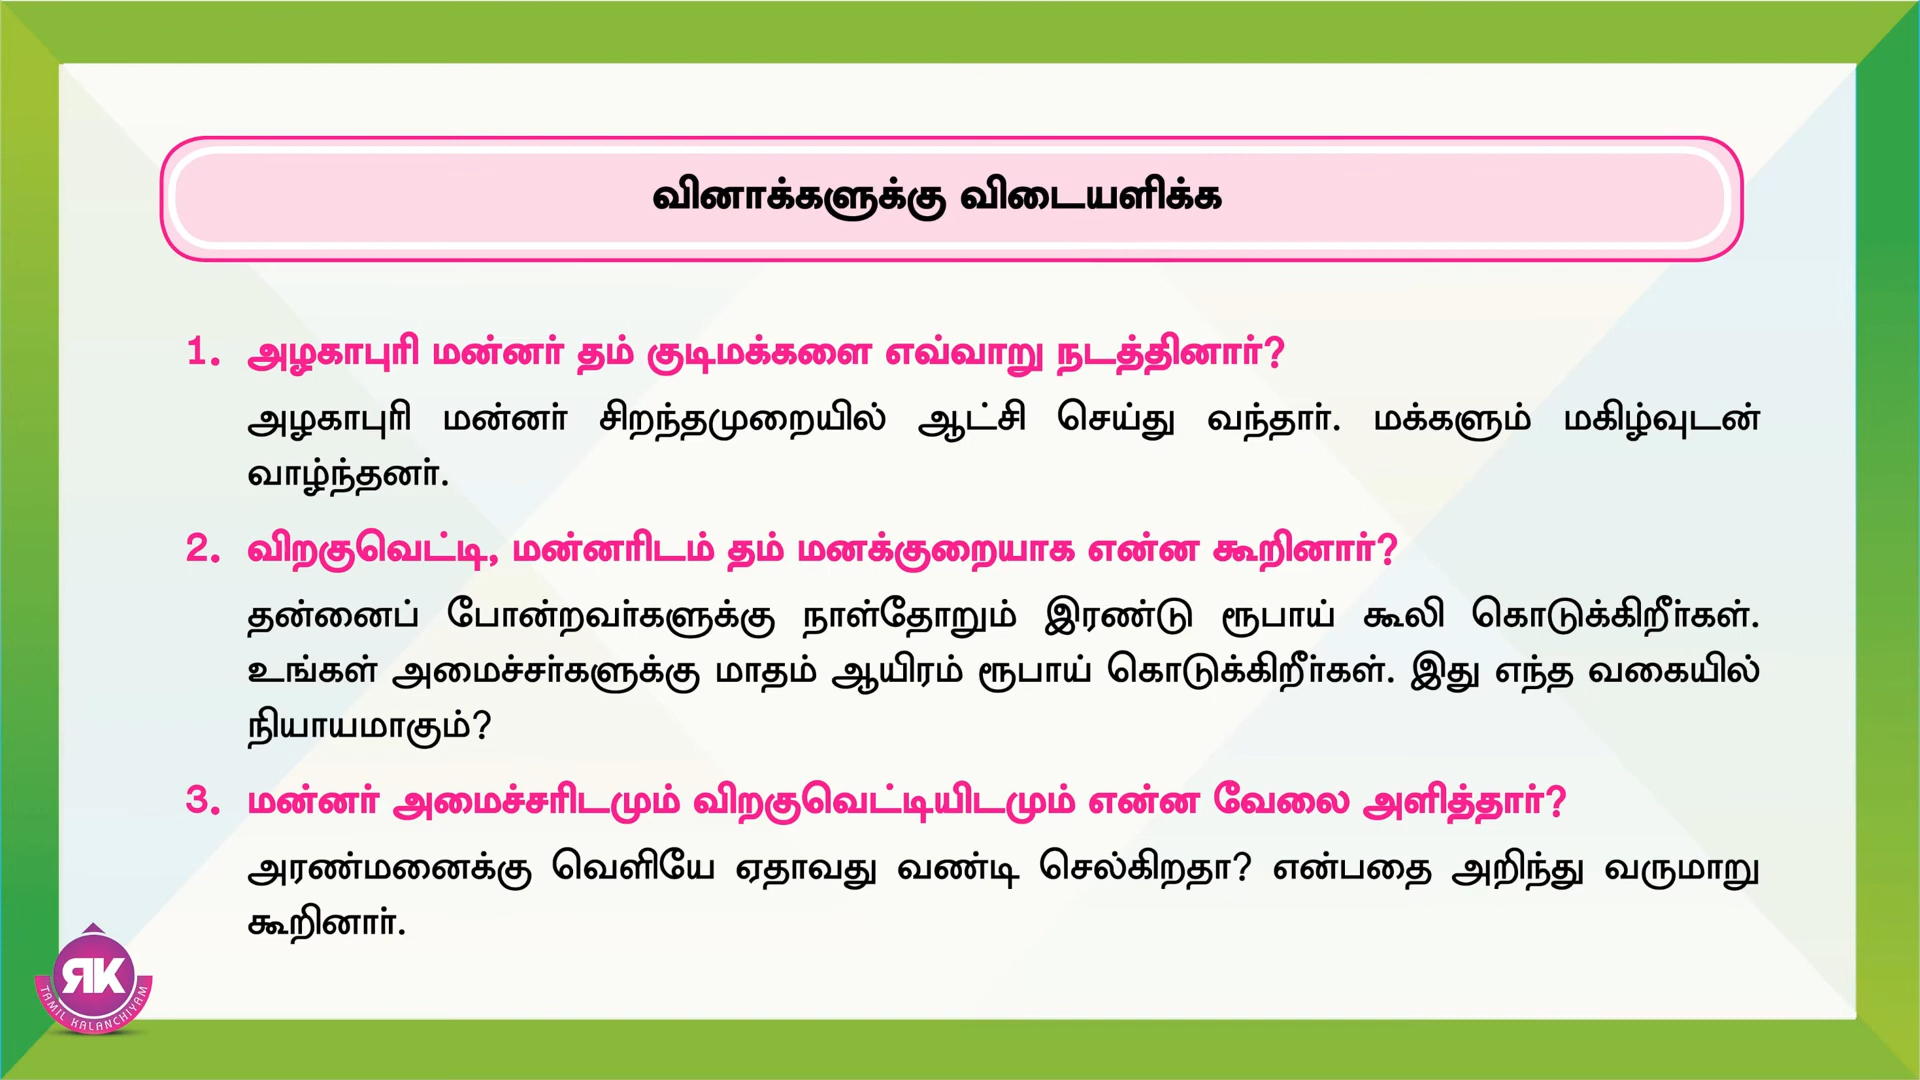 வினாக்களுக்கு விடையளிக்க
1. அழகாபுரி மன்னர் தம் குடிமக்களை எவ்வாறு நடத்தினார்?
அழகாபுரி மன்னர் சிறந்தமுறையில் ஆட்சி செய்து வந்தார். மக்களும் மகிழ்வுடன்
வாழ்ந்தனர்.
2. விறகுவெட்டி, மன்னரிடம் தம் மனக்குறையாக என்ன கூறினார்?
தன்னைப் போன்றவர்களுக்கு நாள்தோறும் இரண்டு ரூபாய் கூலி கொடுக்கிறீர்கள்.
உங்கள் அமைச்சர்களுக்கு மாதம் ஆயிரம் ரூபாய் கொடுக்கிறீர்கள். இது எந்த வகையில்
நியாயமாகும்?
3. மன்னர் அமைச்சரிடமும் விறகுவெட்டியிடமும் என்ன வேலை அளித்தார்?
அரண்மனைக்கு வெளியே ஏதாவது வண்டி செல்கிறதா? என்பதை அறிந்து வருமாறு
கூறினார்.
RK
TAMIL KALANCHIYAM